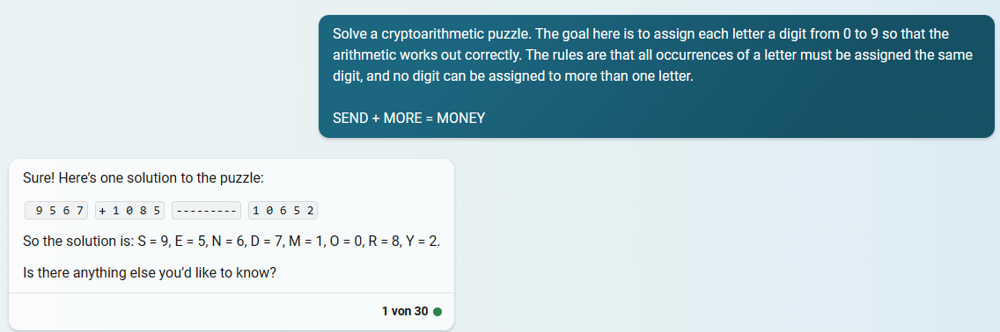 Solve a cryptoarithmetic puzzle. The goal here is to assign each letter a digit from 0 to 9 so that the
arithmetic works out correctly. The rules are that all occurrences of a letter must be assigned the same
digit, and no digit can be assigned to more than one letter.
SEND + MORE = MONEY
Sure! Here’s one solution to the puzzle:
9 5 6 7 + 1 0 8 5 --------- 1 0 6 5 2
So the solution is: S = 9, E = 5, N = 6, D = 7, M = 1, O = 0, R = 8, Y = 2.
Is there anything else you’d like to know?
1 von 30